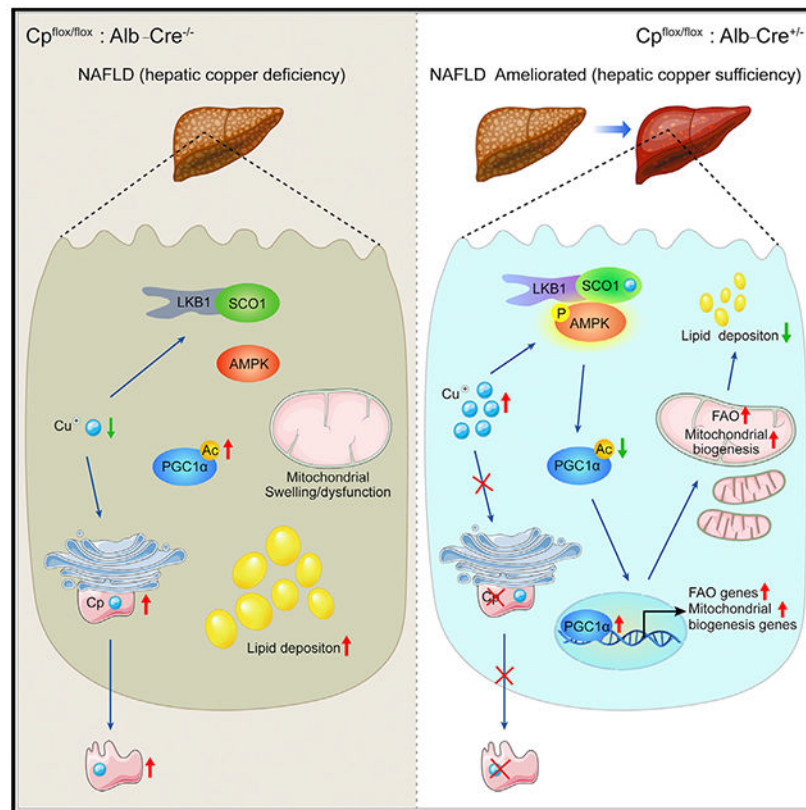 Cp^flox/flox : Alb-Cre^-/-
NAFLD (hepatic copper deficiency)
LKB1
SCO1
AMPK
Cu+
Ac
PGC1α
Mitochondrial
Swelling/dysfunction
Cp
Lipid depositon
Cp^flox/flox : Alb-Cre^+/-
NAFLD Ameliorated (hepatic copper sufficiency)
LKB1
SCO1
P
AMPK
Lipid depositon
Cu+
FAO
Mitochondrial
biogenesis
Ac
PGC1α
Cp
FAO genes
Mitochondrial
biogenesis genes
PGC1α